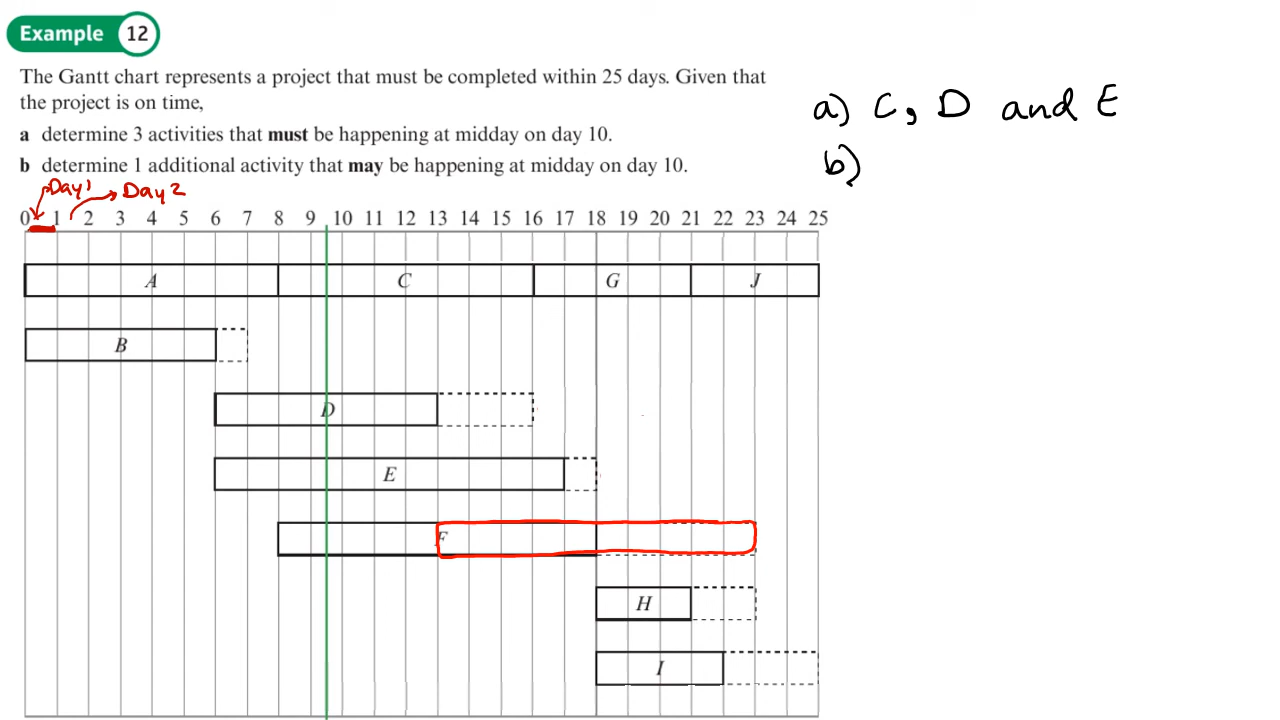 Example 12
The Gantt chart represents a project that must be completed within 25 days. Given that
the project is on time,
a determine 3 activities that must be happening at midday on day 10.
b determine 1 additional activity that may be happening at midday on day 10.
a) C, D and E
b)
Day 1
Day 2
0 1 2 3 4 5 6 7 8 9 10 11 12 13 14 15 16 17 18 19 20 21 22 23 24 25
A C G J
B
D
E
F
H
I